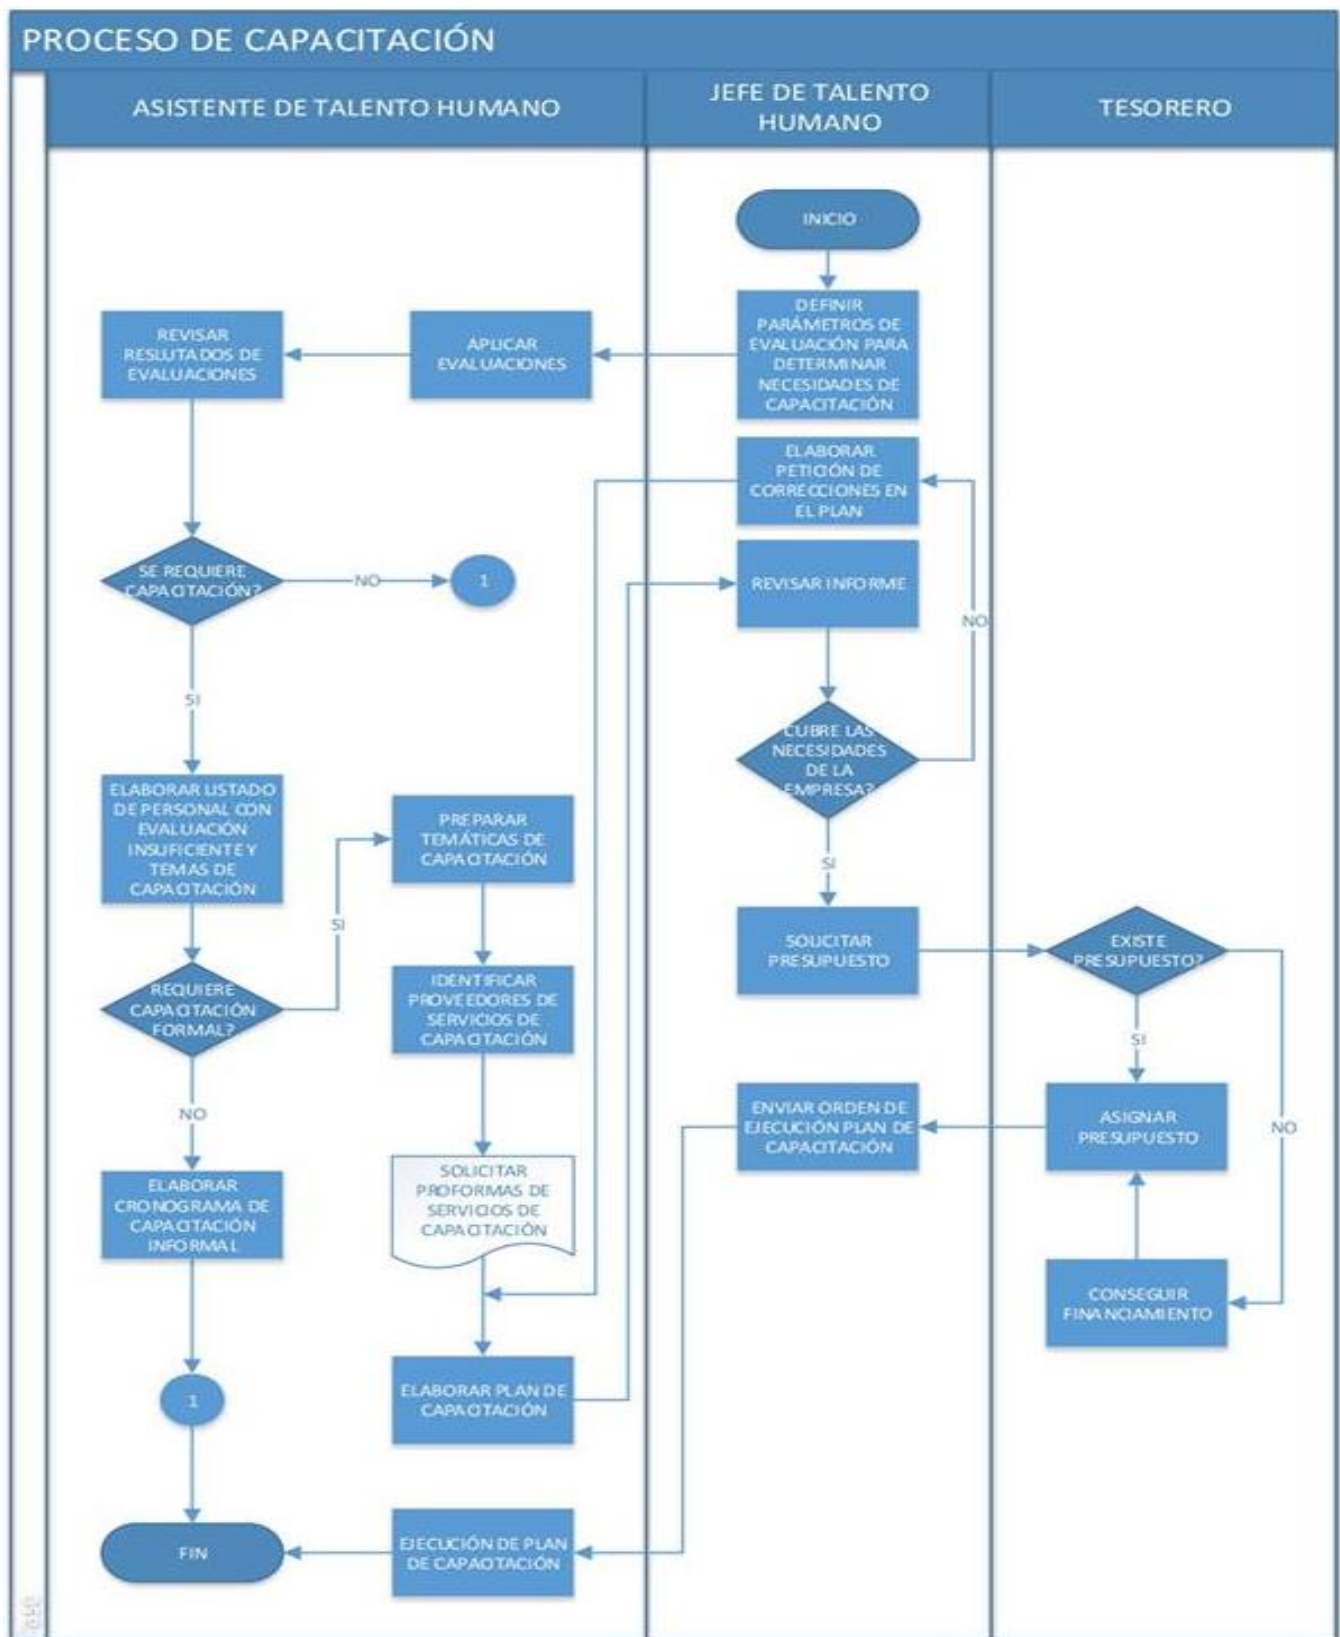 PROCESO DE CAPACITACIÓN
ASISTENTE DE TALENTO HUMANO
JEFE DE TALENTO
HUMANO
TESORERO
INICIO
DEFINIR
PARÁMETROS DE
EVALUACIÓN PARA
DETERMINAR
NECESIDADES DE
CAPACITACIÓN
APLICAR
EVALUACIONES
REVISAR
RESLUTADOS DE
EVALUACIONES
ELABORAR
PETICIÓN DE
CORRECCIONES EN
EL PLAN
SE REQUIERE
CAPACITACIÓN?
NO
1
REVISAR INFORME
NO
SI
CUBRE LAS
NECESIDADES
DE LA
EMPRESA?
ELABORAR LISTADO
DE PERSONAL CON
EVALUACIÓN
INSUFICIENTE Y
TEMAS DE
CAPACITACIÓN
PREPARAR
TEMÁTICAS DE
CAPACITACIÓN
SI
SI
SOLICITAR
PRESUPUESTO
EXISTE
PRESUPUESTO?
REQUIERE
CAPACITACIÓN
FORMAL?
IDENTIFICAR
PROVEEDORES DE
SERVICIOS DE
CAPACITACIÓN
SI
NO
ENVIAR ORDEN DE
EJECUCIÓN PLAN DE
CAPACITACIÓN
ASIGNAR
PRESUPUESTO
NO
ELABORAR
CRONOGRAMA DE
CAPACITACIÓN
INFORMAL
SOLICITAR
PROFORMAS DE
SERVICIOS DE
CAPACITACIÓN
CONSEGUIR
FINANCIAMIENTO
1
ELABORAR PLAN DE
CAPACITACIÓN
FIN
EJECUCIÓN DE PLAN
DE CAPACITACIÓN